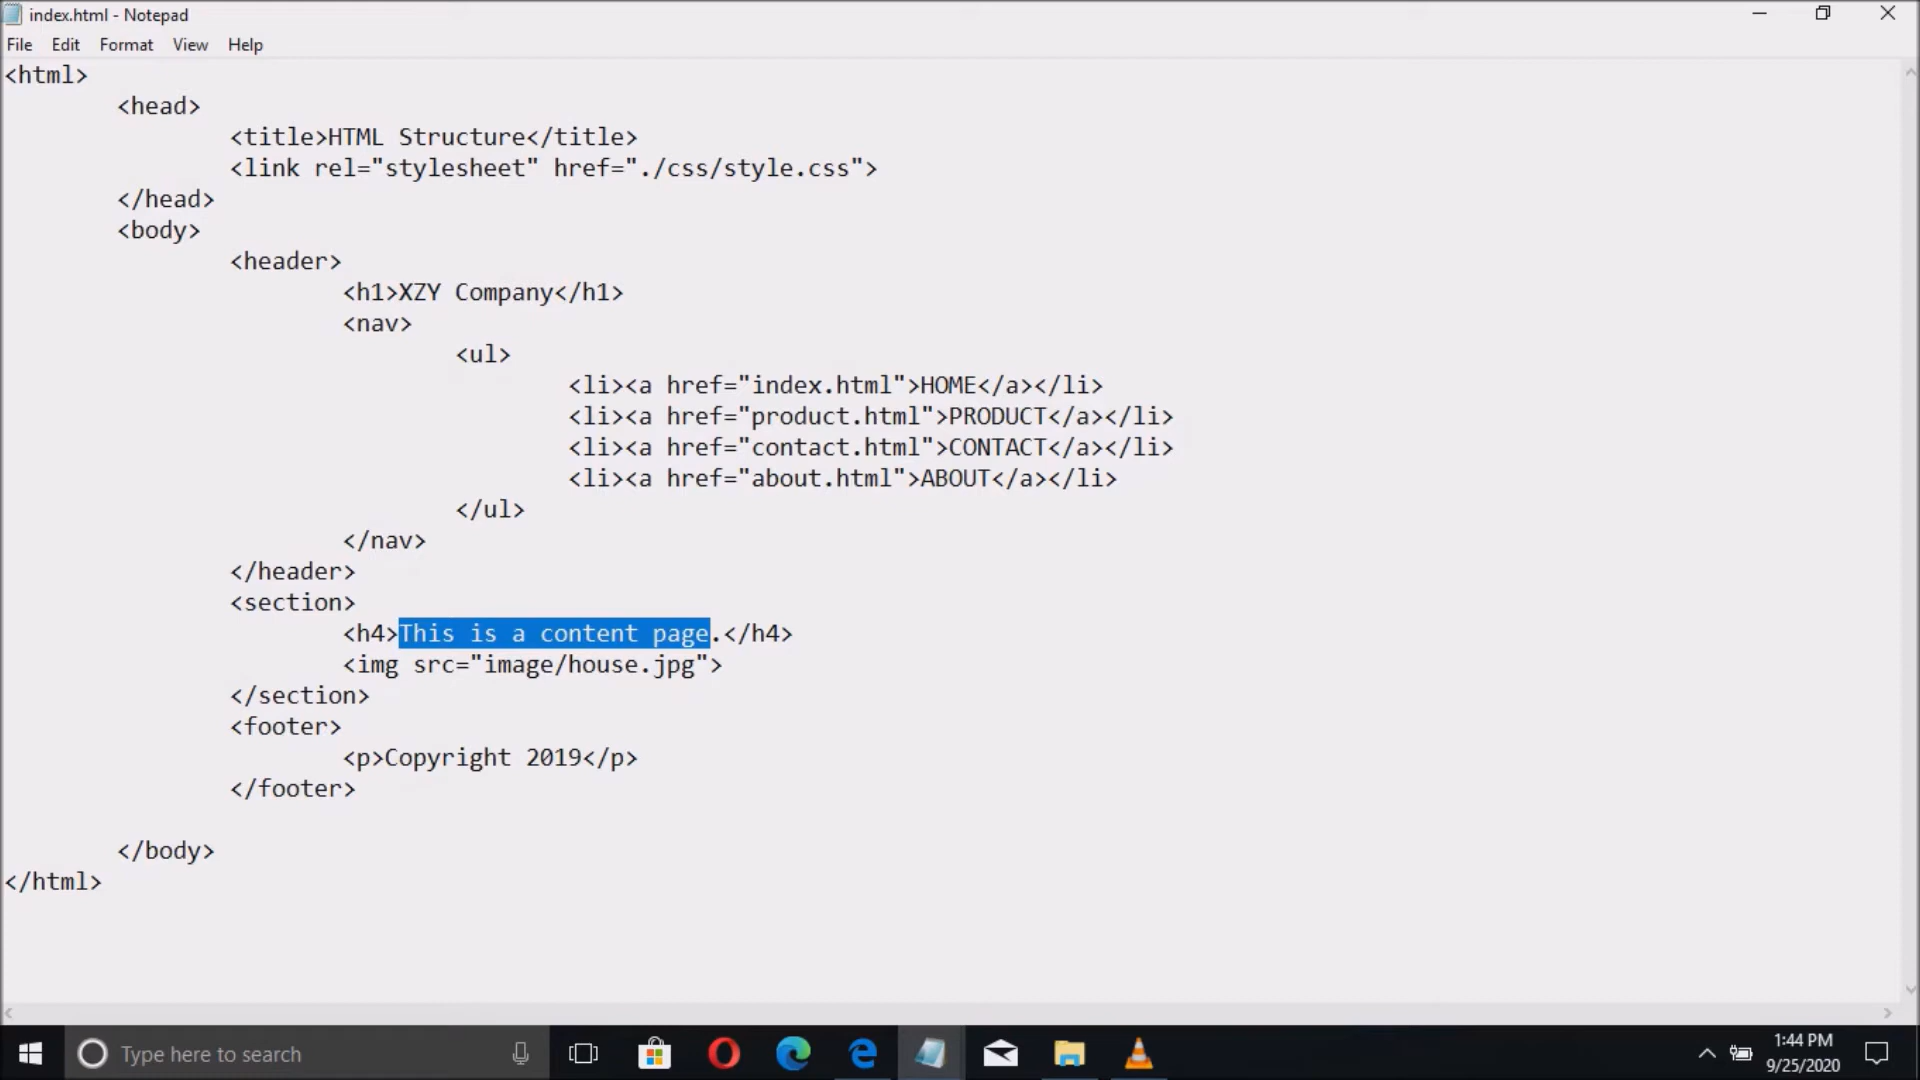 index.html - Notepad
File Edit Format View Help
<html>
<head>
<title>HTML Structure</title>
<link rel="stylesheet" href="./css/style.css">
</head>
<body>
<header>
<h1>XZY Company</h1>
<nav>
<ul>
<li><a href="index.html">HOME</a></li>
<li><a href="product.html">PRODUCT</a></li>
<li><a href="contact.html">CONTACT</a></li>
<li><a href="about.html">ABOUT</a></li>
</ul>
</nav>
</header>
<section>
<h4>This is a content page.</h4>
<img src="image/house.jpg">
</section>
<footer>
<p>Copyright 2019</p>
</footer>
</body>
</html>
Type here to search
1:44 PM
9/25/2020